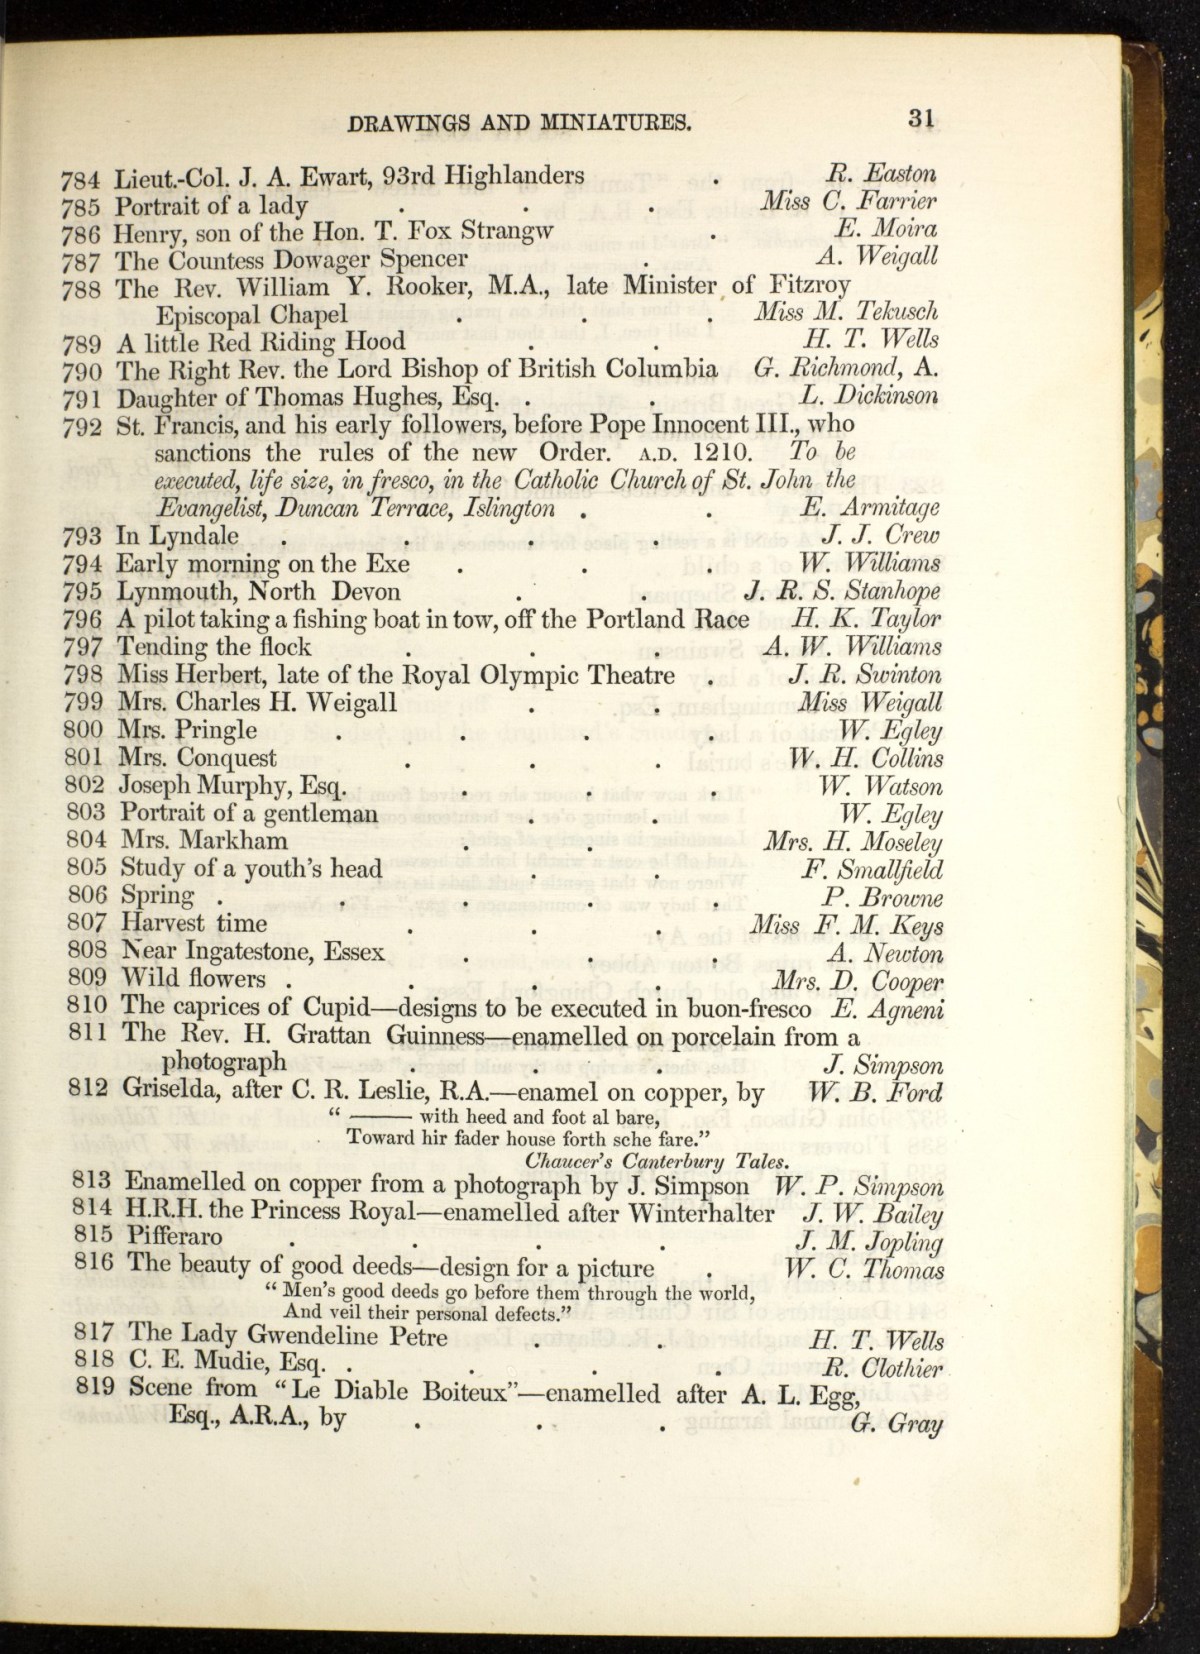 DRAWINGS AND MINIATURES. 31
784 Lieut.-Col. J. A. Ewart, 93rd Highlanders . R. Easton
785 Portrait of a lady . . . Miss C. Farrier
786 Henry, son of the Hon. T. Fox Strangw . E. Moira
787 The Countess Dowager Spencer . A. Weigall
788 The Rev. William Y. Rooker, M.A., late Minister of Fitzroy
Episcopal Chapel . . . Miss M. Tekusch
789 A little Red Riding Hood . . H. T. Wells
790 The Right Rev. the Lord Bishop of British Columbia G. Richmond, A.
791 Daughter of Thomas Hughes, Esq. . . L. Dickinson
792 St. Francis, and his early followers, before Pope Innocent III., who
sanctions the rules of the new Order. A.D. 1210. To be
executed, life size, in fresco, in the Catholic Church of St. John the
Evangelist, Duncan Terrace, Islington . . E. Armitage
793 In Lyndale . . . . J. J. Crew
794 Early morning on the Exe . . . W. Williams
795 Lynmouth, North Devon . . J. R. S. Stanhope
796 A pilot taking a fishing boat in tow, off the Portland Race H. K. Taylor
797 Tending the flock . . . A. W. Williams
798 Miss Herbert, late of the Royal Olympic Theatre . J. R. Swinton
799 Mrs. Charles H. Weigall . . Miss Weigall
800 Mrs. Pringle . . . . W. Egley
801 Mrs. Conquest . . . W. H. Collins
802 Joseph Murphy, Esq. . . . W. Watson
803 Portrait of a gentleman . . W. Egley
804 Mrs. Markham . . Mrs. H. Moseley
805 Study of a youth's head . . F. Smallfield
806 Spring . . . . . P. Browne
807 Harvest time . . . Miss F. M. Keys
808 Near Ingatestone, Essex . . . A. Newton
809 Wild flowers . . . . Mrs. D. Cooper
810 The caprices of Cupid—designs to be executed in buon-fresco E. Agneni
811 The Rev. H. Grattan Guinness—enamelled on porcelain from a
photograph . . . J. Simpson
812 Griselda, after C. R. Leslie, R.A.—enamel on copper, by W. B. Ford
“ —— with heed and foot al bare,
Toward hir fader house forth sche fare.”
Chaucer's Canterbury Tales.
813 Enamelled on copper from a photograph by J. Simpson W. P. Simpson
814 H.R.H. the Princess Royal—enamelled after Winterhalter J. W. Bailey
815 Pifferaro . . . . J. M. Jopling
816 The beauty of good deeds—design for a picture . W. C. Thomas
“ Men's good deeds go before them through the world,
And veil their personal defects.”
817 The Lady Gwendeline Petre . . H. T. Wells
818 C. E. Mudie, Esq. . . . . R. Clothier
819 Scene from “Le Diable Boiteux”—enamelled after A. L. Egg,
Esq., A.R.A., by . . . G. Gray